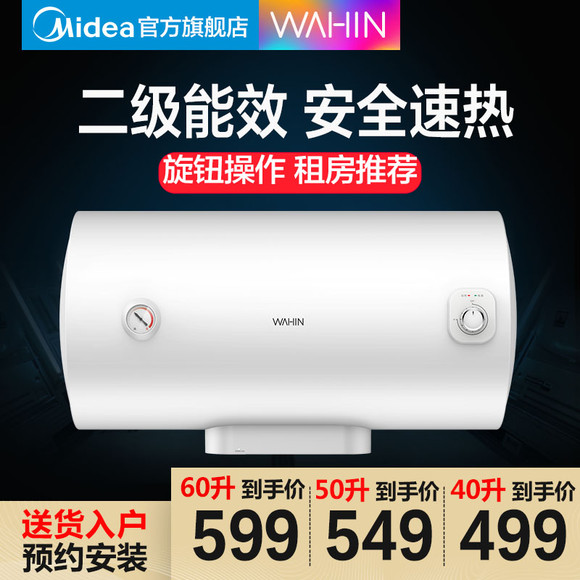 Midea官方旗舰店 WAHIN
二级能效 安全速热
旋钮操作 租房推荐
WAHIN
60升 到手价 50升 到手价 40升 到手价
599 549 499
送货入户
预约安装